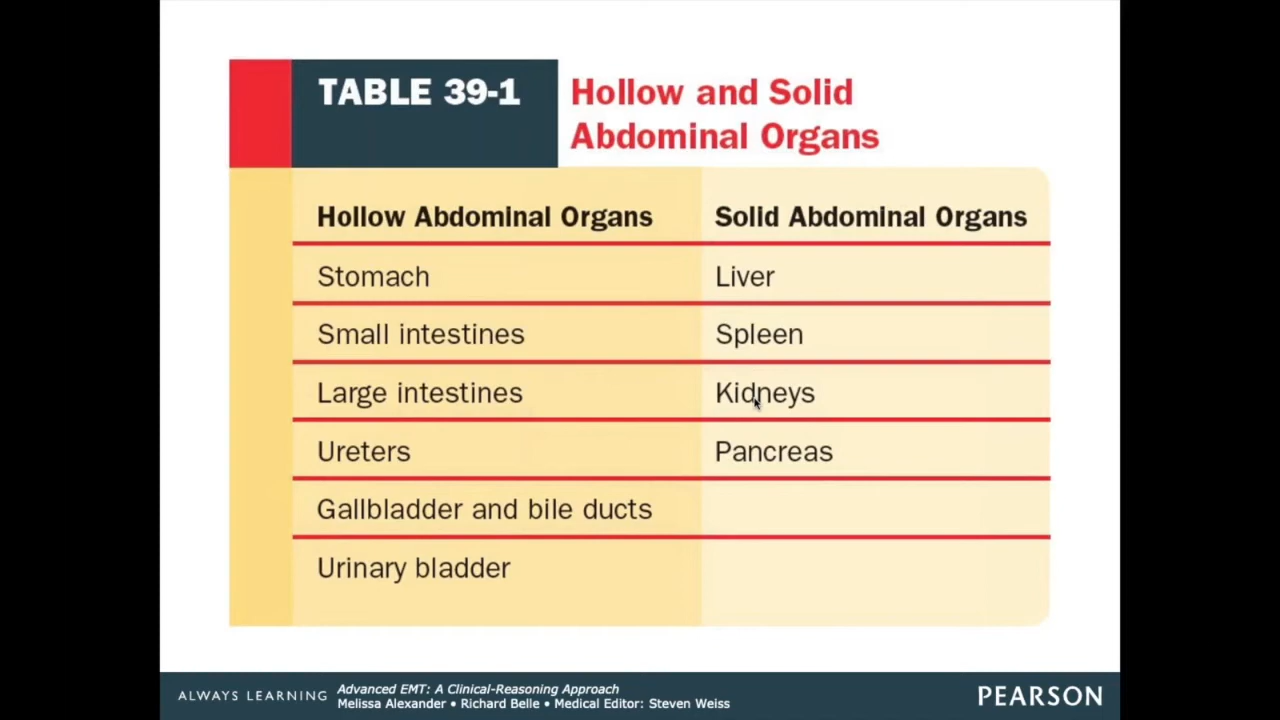 TABLE 39-1
Hollow and Solid
Abdominal Organs
Hollow Abdominal Organs
Solid Abdominal Organs
Stomach
Liver
Small intestines
Spleen
Large intestines
Kidneys
Ureters
Pancreas
Gallbladder and bile ducts
Urinary bladder
ALWAYS LEARNING
Advanced EMT: A Clinical-Reasoning Approach
Melissa Alexander • Richard Belle • Medical Editor: Steven Weiss
PEARSON